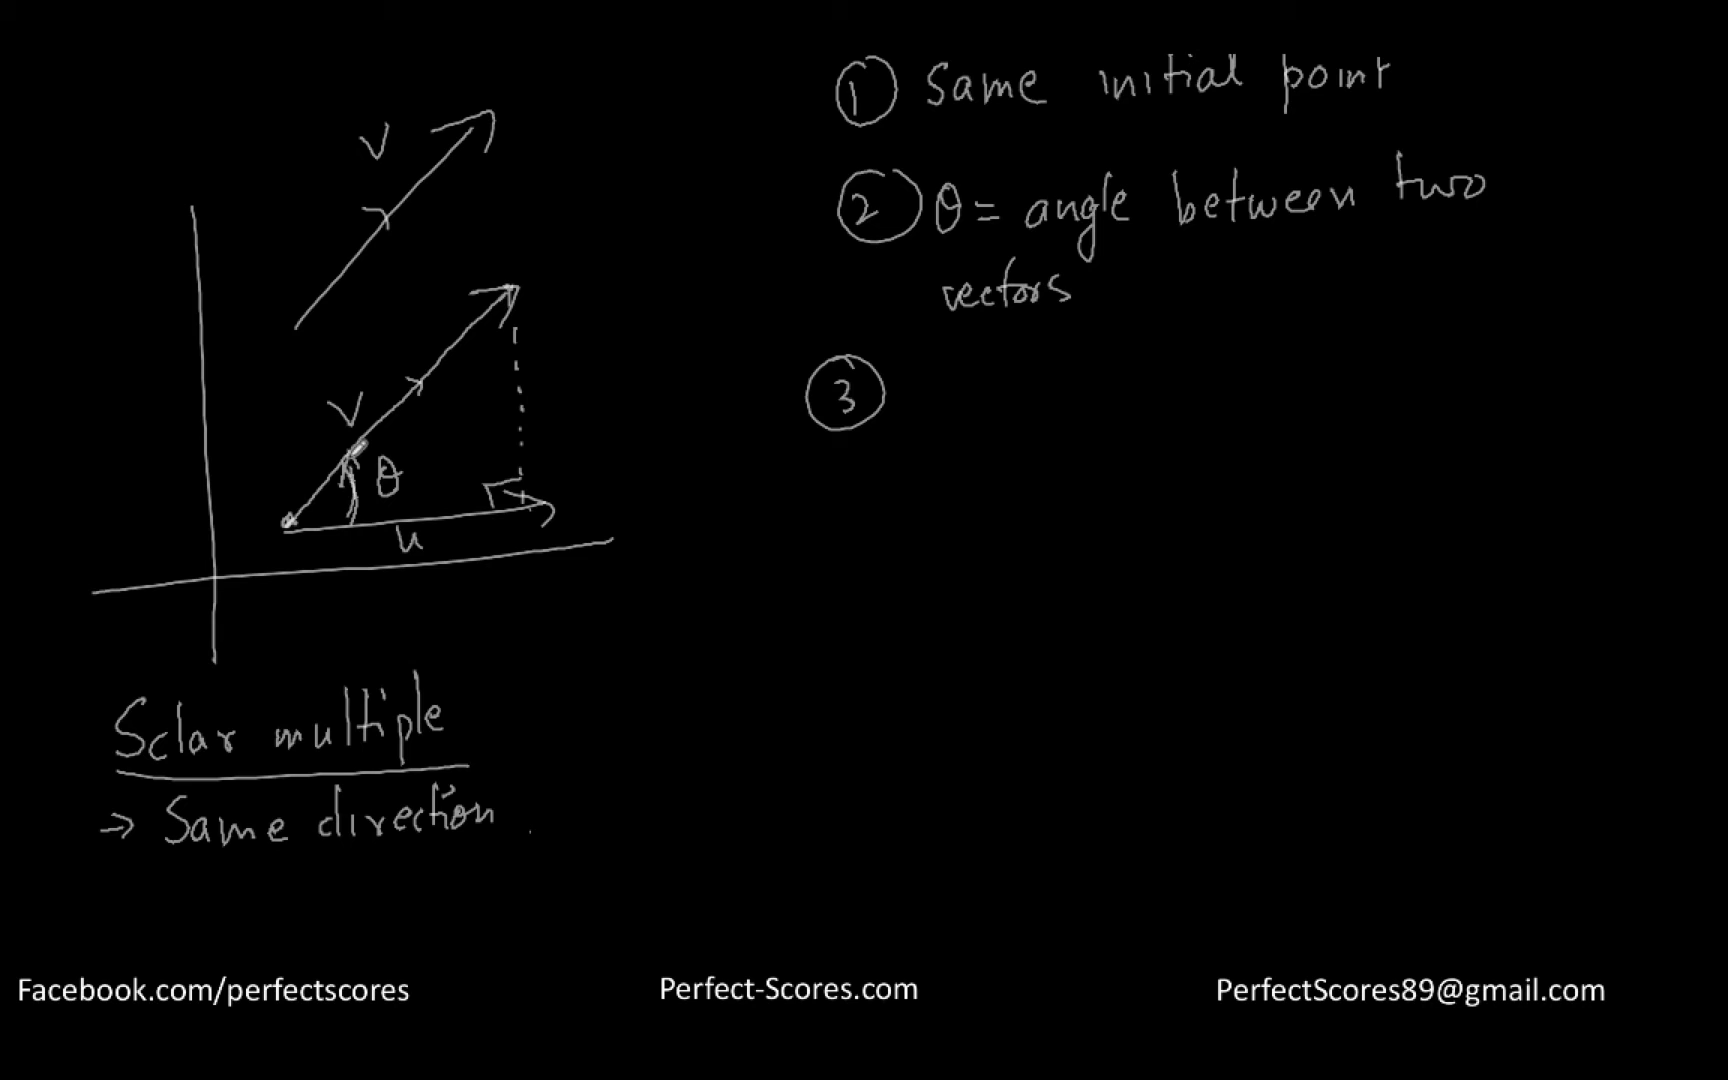 ① Same initial point
② θ = angle between two
vectors
③
V
V
θ
u
Sclar multiple
→ Same direction
Facebook.com/perfectscores
Perfect-Scores.com
PerfectScores89@gmail.com